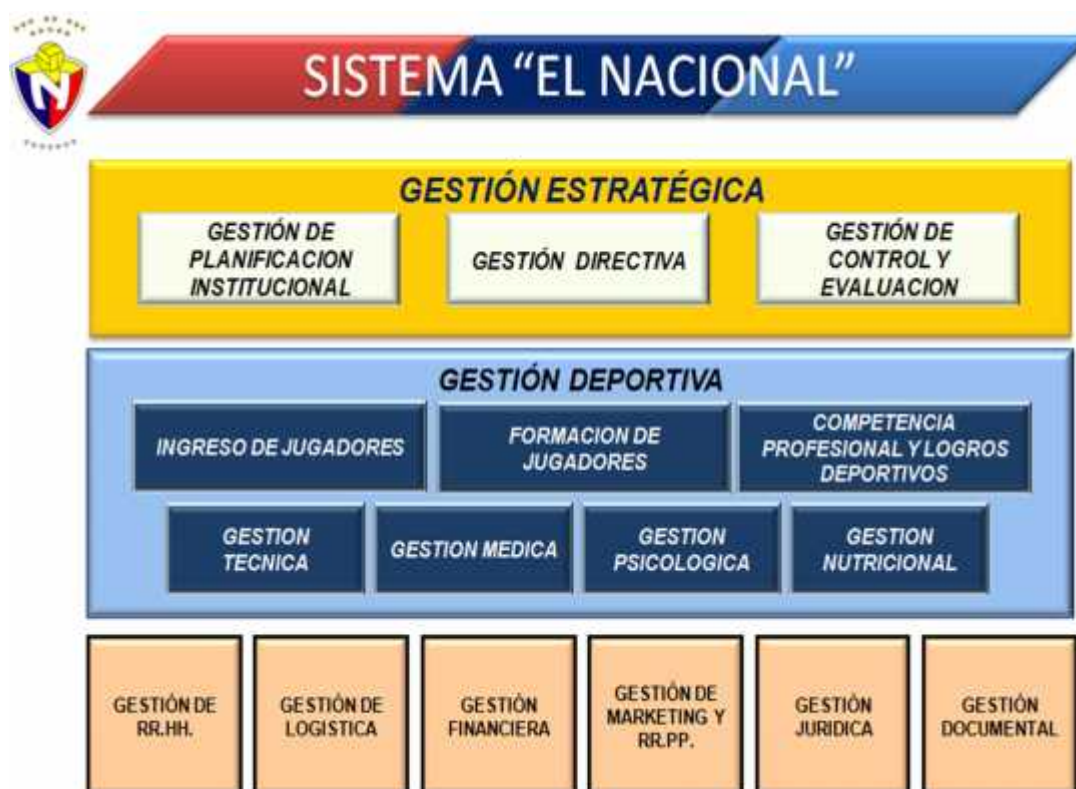 SISTEMA “EL NACIONAL”
N
GESTIÓN ESTRATÉGICA
GESTIÓN DE
PLANIFICACION
INSTITUCIONAL
GESTIÓN DIRECTIVA
GESTIÓN DE
CONTROL Y
EVALUACION
GESTIÓN DEPORTIVA
INGRESO DE JUGADORES
FORMACION DE
JUGADORES
COMPETENCIA
PROFESIONAL Y LOGROS
DEPORTIVOS
GESTION
TECNICA
GESTION MEDICA
GESTION
PSICOLOGICA
GESTION
NUTRICIONAL
GESTIÓN DE
RR.HH.
GESTIÓN DE
LOGISTICA
GESTIÓN
FINANCIERA
GESTIÓN DE
MARKETING Y
RR.PP.
GESTIÓN
JURIDICA
GESTIÓN
DOCUMENTAL